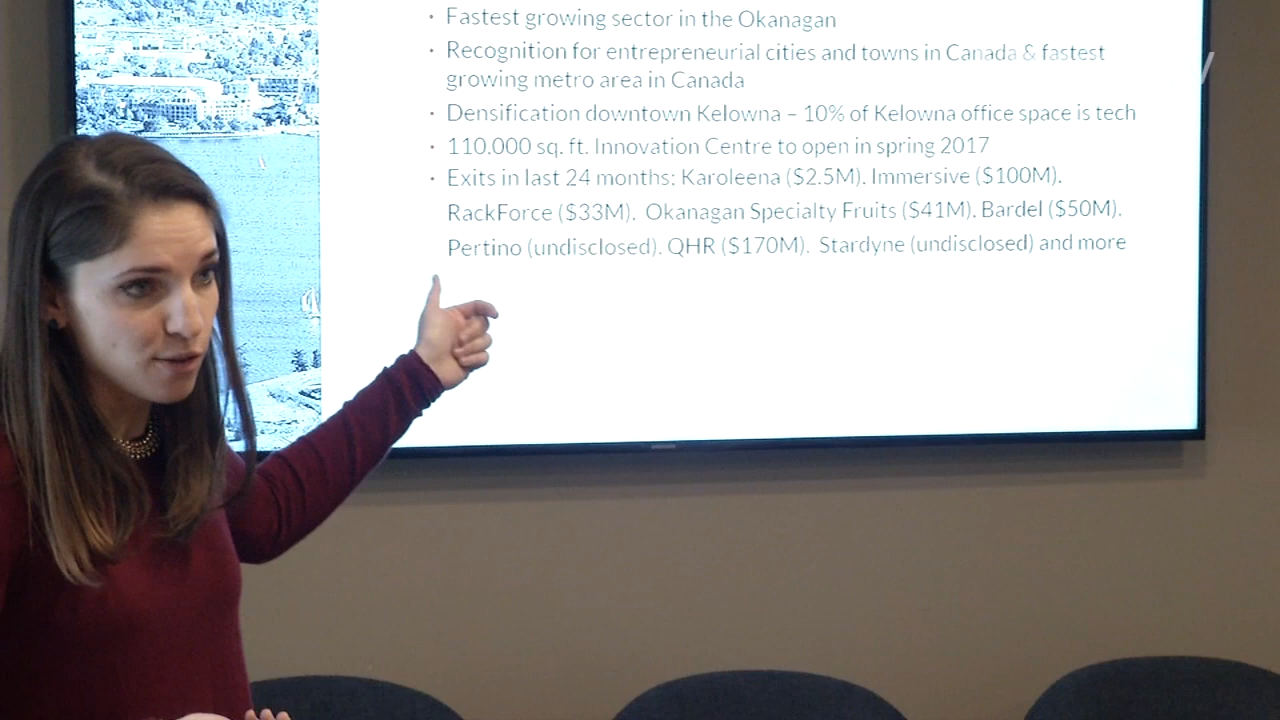 · Fastest growing sector in the Okanagan
· Recognition for entrepreneurial cities and towns in Canada & fastest
growing metro area in Canada
· Densification downtown Kelowna – 10% of Kelowna office space is tech
· 110,000 sq. ft. Innovation Centre to open in spring 2017
· Exits in last 24 months: Karoleena ($2.5M), Immersive ($100M),
RackForce ($33M), Okanagan Specialty Fruits ($41M), Bardel ($50M),
Pertino (undisclosed), QHR ($170M), Stardyne (undisclosed) and more